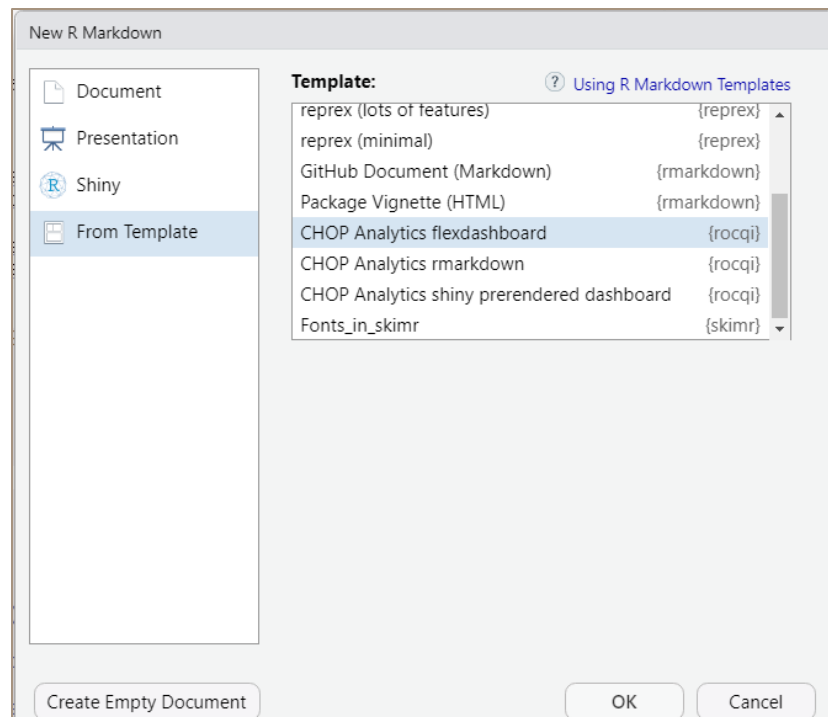 New R Markdown
Document
Presentation
Shiny
From Template
Template:
? Using R Markdown Templates
reprex (lots of features) {reprex}
reprex (minimal) {reprex}
GitHub Document (Markdown) {rmarkdown}
Package Vignette (HTML) {rmarkdown}
CHOP Analytics flexdashboard {rocqi}
CHOP Analytics rmarkdown {rocqi}
CHOP Analytics shiny prerendered dashboard {rocqi}
Fonts_in_skimr {skimr}
Create Empty Document
OK
Cancel